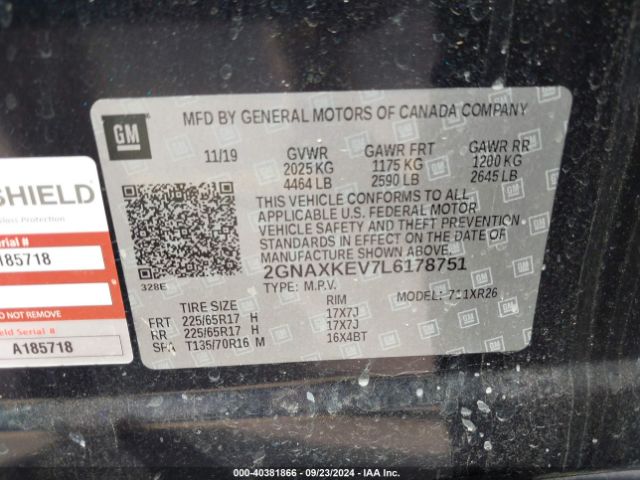 GM
MFD BY GENERAL MOTORS OF CANADA COMPANY
11/19 GVWR GAWR FRT GAWR RR
2025 KG 1175 KG 1200 KG
4464 LB 2590 LB 2645 LB
THIS VEHICLE CONFORMS TO ALL
APPLICABLE U.S. FEDERAL MOTOR
VEHICLE SAFETY AND THEFT PREVENTION
STANDARDS IN EFFECT ON THE DATE
OF MANUFACTURE SHOWN ABOVE.
328E
2GNAXKEV7L6178751
TYPE: M.P.V. MODEL: 711XR26
TIRE SIZE RIM
FRT 225/65R17 H 17X7J
RR 225/65R17 H 17X7J
SPA T135/70R16 M 16X4BT
SHIELD
Protection
Serial #
185718
Shield Serial #
A185718
000-40381866 - 09/23/2024 - IAA Inc.